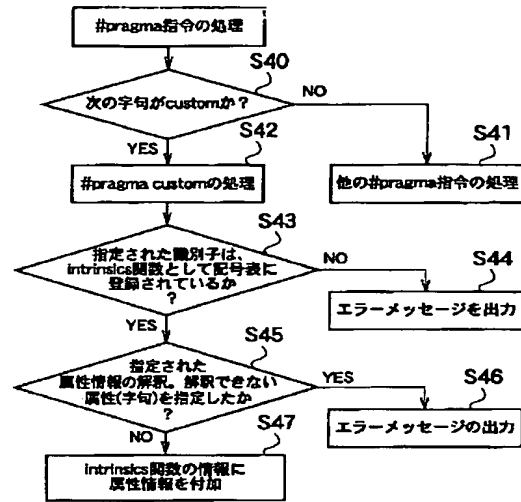 #pragma指令の処理
S40
次の字句がcustomか？
NO
YES
S42
S41
#pragma customの処理
他の#pragma指令の処理
S43
指定された識別子は、
intrinsics関数として記号表に
登録されているか
？
NO
YES
S44
エラーメッセージを出力
S45
指定された
属性情報の解釈。解釈できない
属性(字句)を指定したか
？
YES
NO
S46
エラーメッセージの出力
S47
intrinsics関数の情報に
属性情報を付加